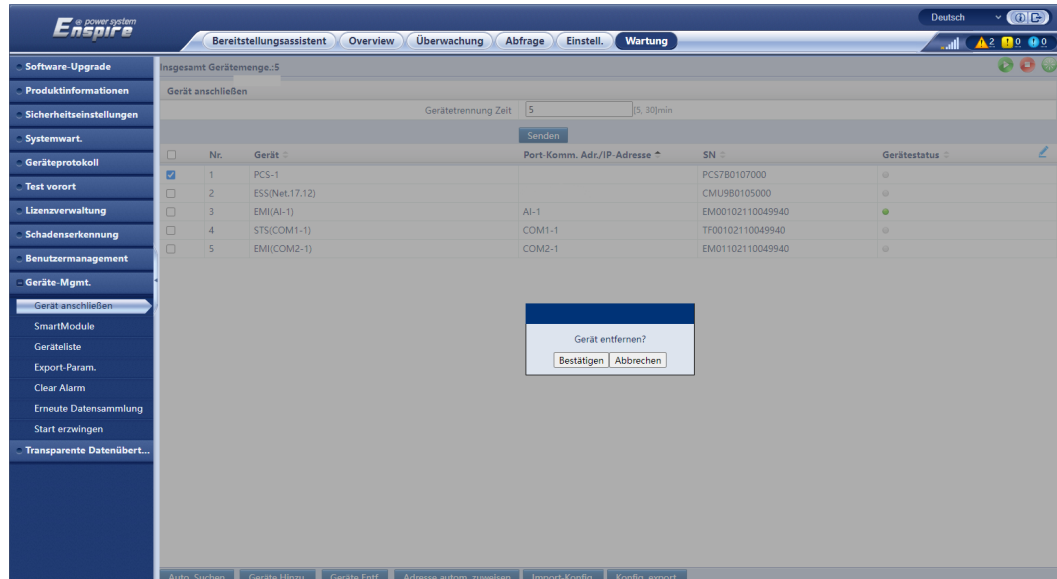 e power system
Enspire
Deutsch
Bereitstellungsassistent Overview Überwachung Abfrage Einstell. Wartung
2 0 0
Software-Upgrade
Produktinformationen
Sicherheitseinstellungen
Systemwart.
Geräteprotokoll
Test vorort
Lizenzverwaltung
Schadenserkennung
Benutzermanagement
Geräte-Mgmt.
Gerät anschließen
SmartModule
Geräteliste
Export-Param.
Clear Alarm
Erneute Datensammlung
Start erzwingen
Transparente Datenübert...
Insgesamt Gerätemenge.:5
Gerät anschließen
Gerätetrennung Zeit 5 [5, 30]min
Senden
Nr. Gerät Port-Komm. Adr./IP-Adresse SN Gerätestatus
1 PCS-1 PCS7B0107000
2 ESS(Net.17.12) CMU9B0105000
3 EMI(AI-1) AI-1 EM00102110049940
4 STS(COM1-1) COM1-1 TF00102110049940
5 EMI(COM2-1) COM2-1 EM01102110049940
Gerät entfernen?
Bestätigen Abbrechen
Auto. Suchen Geräte Hinzu. Geräte Entf. Adresse autom. zuweisen Import-Konfig. Konfig. export.